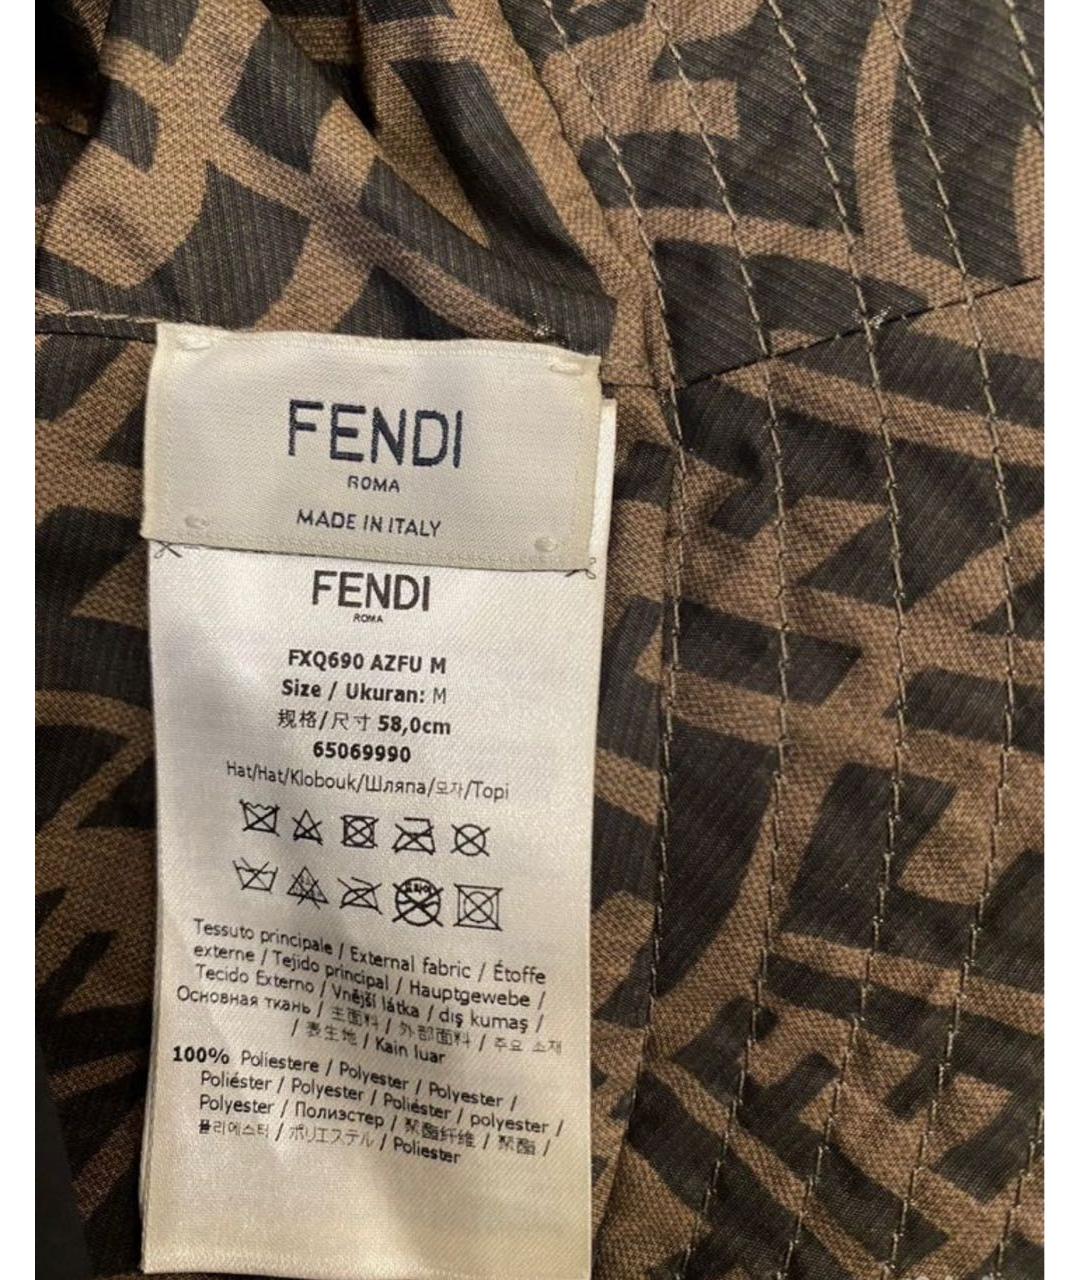 FENDI
ROMA
MADE IN ITALY
FENDI
ROMA
FXQ690 AZFU M
Size / Ukuran: M
规格/尺寸 58,0cm
65069990
Hat/Hat/Klobouk/Шляпа/모자/Topi
Tessuto principale / External fabric / Étoffe
externe / Tejido principal / Hauptgewebe /
Tecido Externo / Vnější látka / dış kumaş /
Основная ткань / 主面料 / 外部面料 / 주요 소재
/ 表生地 / Kain luar
100% Poliestere / Polyester / Polyester /
Poliéster / Polyester / Poliéster / polyester /
Polyester / Полиэстер / 聚酯纤维 / 聚酯 /
폴리에스터 / ポリエステル / Poliester